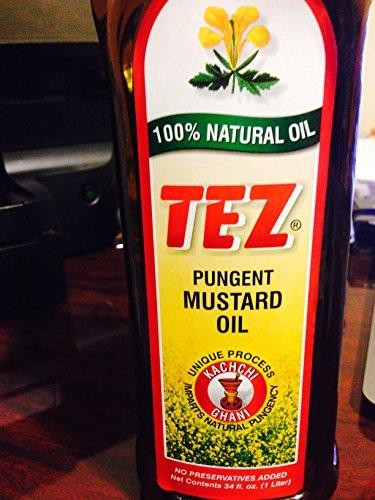 100% NATURAL OIL
TEZ®
PUNGENT
MUSTARD
OIL
UNIQUE PROCESS
KACHCHI
GHANI
IMPARTS NATURAL PUNGENCY
NO PRESERVATIVES ADDED
Net Contents 34 fl. oz. (1 Liter)